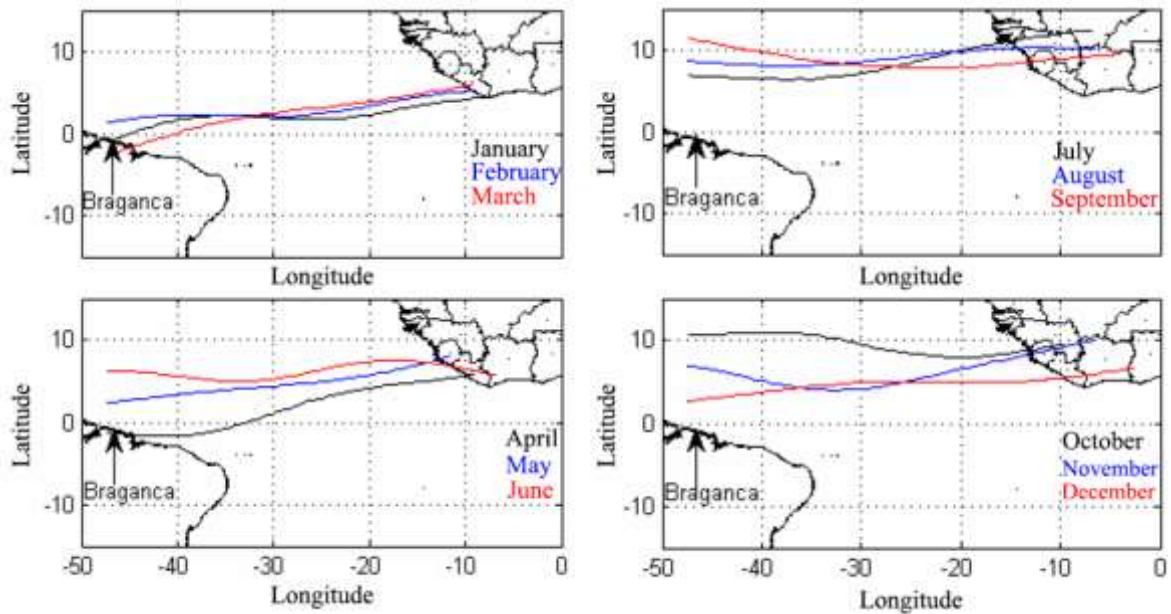 Latitude
10
0
-10
January
February
March
Braganca
Longitude
Latitude
10
0
-10
July
August
September
Braganca
Longitude
Latitude
10
0
-10
April
May
June
Braganca
-50 -40 -30 -20 -10 0
Longitude
Latitude
10
0
-10
October
November
December
Braganca
-50 -40 -30 -20 -10 0
Longitude